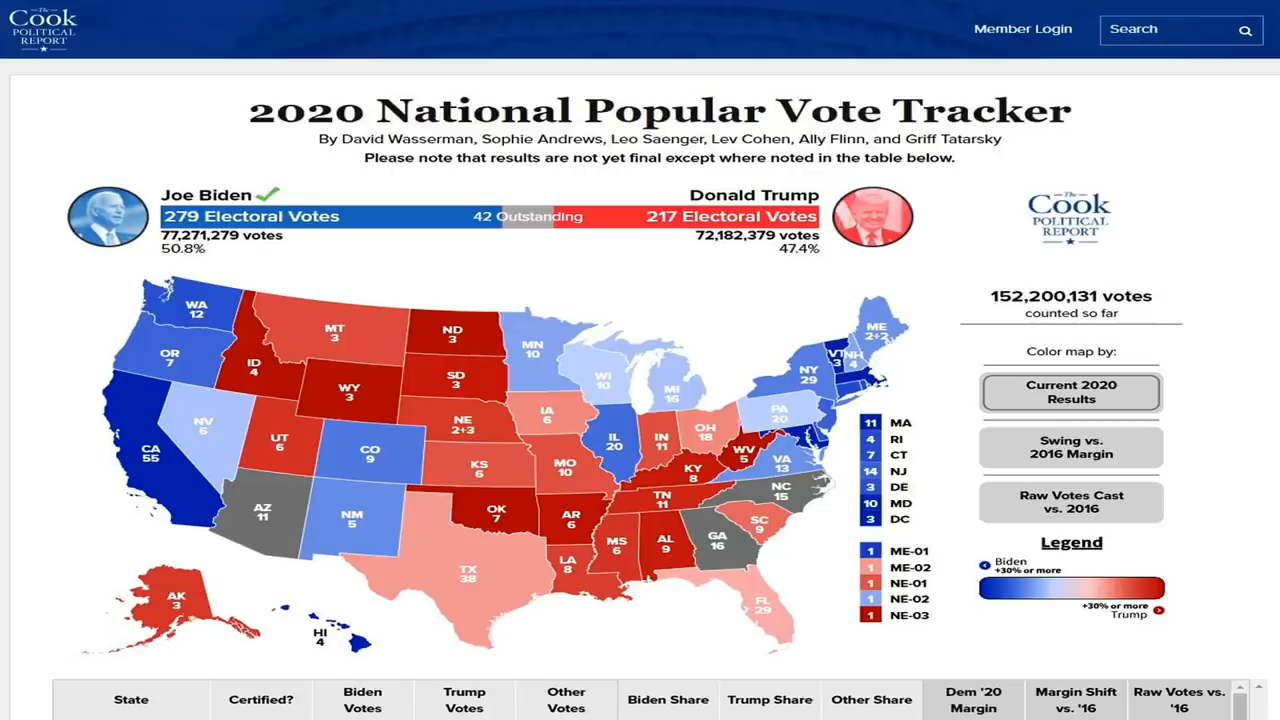 The
Cook
POLITICAL
REPORT
Member Login
Search
2020 National Popular Vote Tracker
By David Wasserman, Sophie Andrews, Leo Saenger, Lev Cohen, Ally Flinn, and Griff Tatarsky
Please note that results are not yet final except where noted in the table below.
Joe Biden
Donald Trump
279 Electoral Votes
42 Outstanding
217 Electoral Votes
77,271,279 votes
72,182,379 votes
50.8%
47.4%
The
Cook
POLITICAL
REPORT
152,200,131 votes
counted so far
Color map by:
Current 2020
Results
Swing vs.
2016 Margin
Raw Votes Cast
vs. 2016
Legend
Biden
+30% or more
+30% or more
Trump
WA
12
OR
7
CA
55
NV
6
ID
4
MT
3
WY
3
UT
6
AZ
11
CO
9
NM
5
ND
3
SD
3
NE
2+3
KS
6
OK
7
TX
38
MN
10
IA
6
MO
10
AR
6
LA
8
WI
10
IL
20
MI
16
IN
11
OH
18
KY
8
TN
11
MS
6
AL
9
GA
16
FL
29
SC
9
NC
15
VA
13
WV
5
PA
20
NY
29
VT
3
NH
4
ME
2+2
AK
3
HI
4
11 MA
4 RI
7 CT
14 NJ
3 DE
10 MD
3 DC
1 ME-01
1 ME-02
1 NE-01
1 NE-02
1 NE-03
State
Certified?
Biden
Votes
Trump
Votes
Other
Votes
Biden Share
Trump Share
Other Share
Dem '20
Margin
Margin Shift
vs. '16
Raw Votes vs.
'16